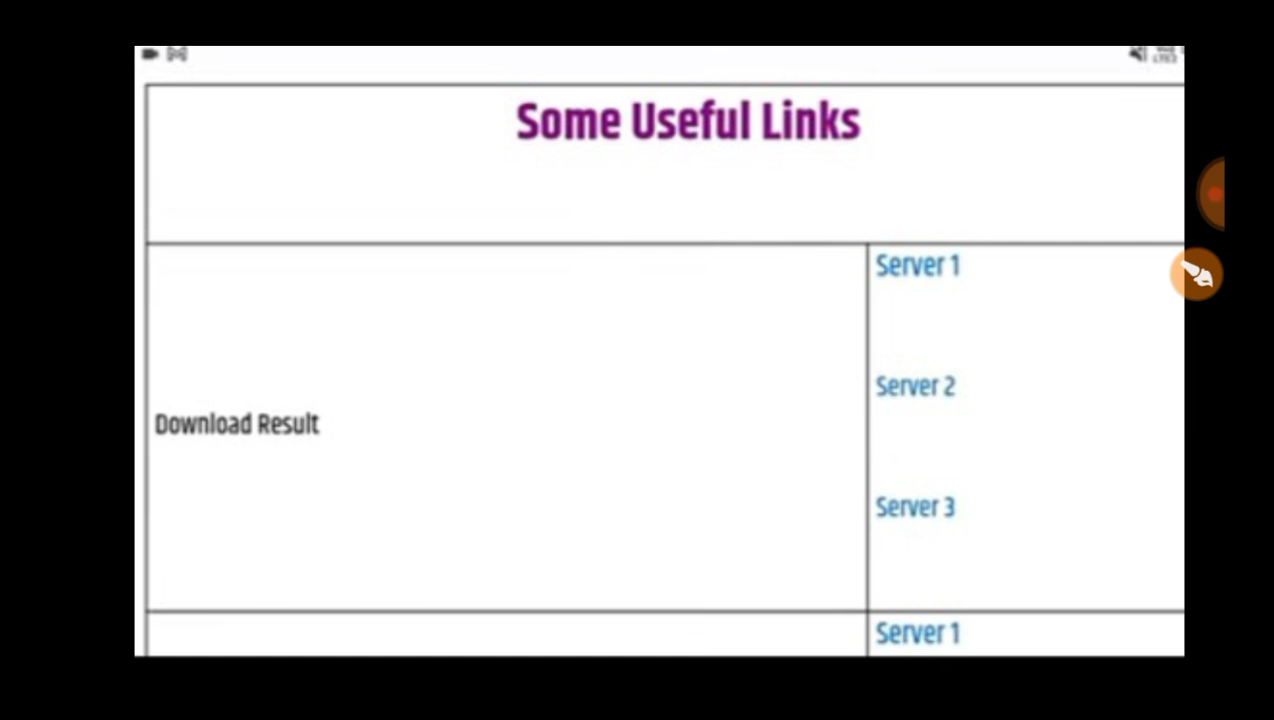 Some Useful Links
Server 1
Server 2
Download Result
Server 3
Server 1